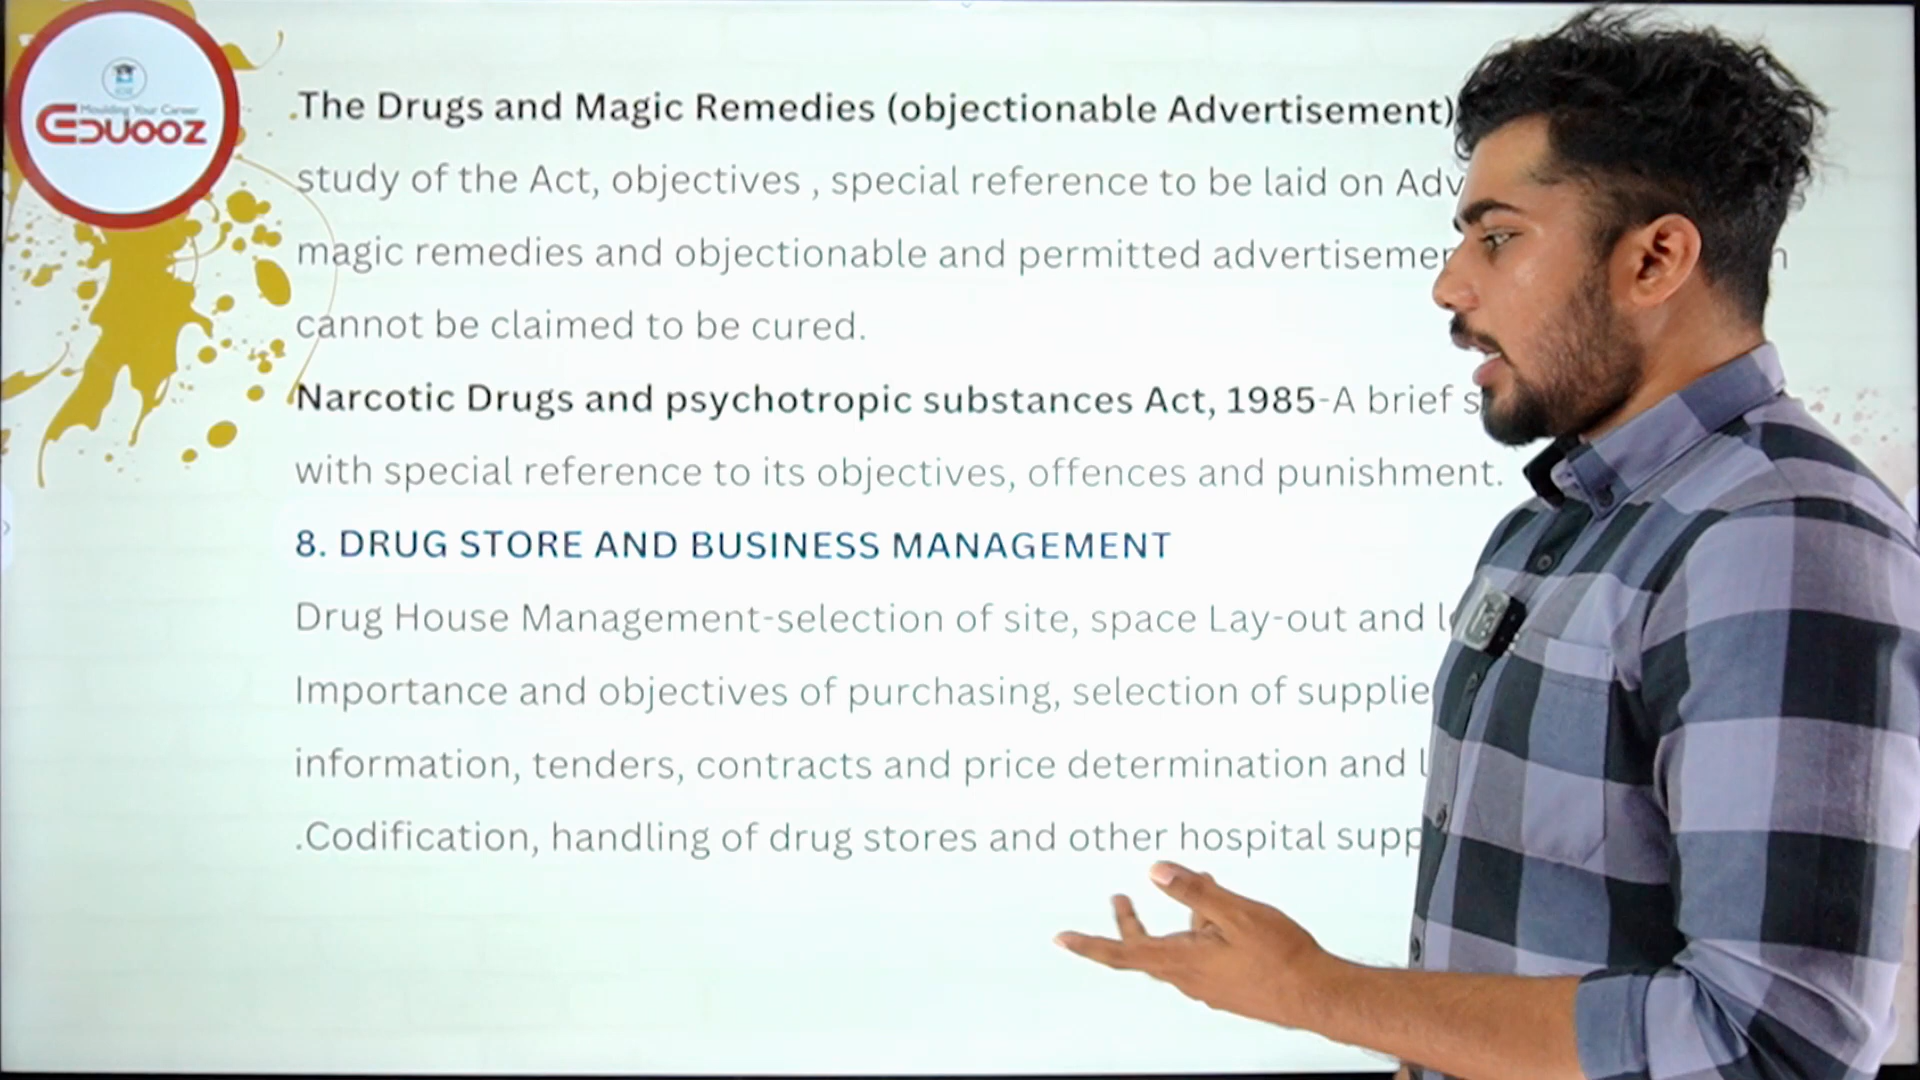 Moulding Your Career
EDUOOZ
.The Drugs and Magic Remedies (objectionable Advertisement)
study of the Act, objectives , special reference to be laid on
magic remedies and objectionable and permitted
cannot be claimed to be cured.
Narcotic Drugs and psychotropic substances Act, 1985-A brief
with special reference to its objectives, offences and punishment.
8. DRUG STORE AND BUSINESS MANAGEMENT
Drug House Management-selection of site, space Lay-out and
Importance and objectives of purchasing, selection of
information, tenders, contracts and price determination and
.Codification, handling of drug stores and other hospital